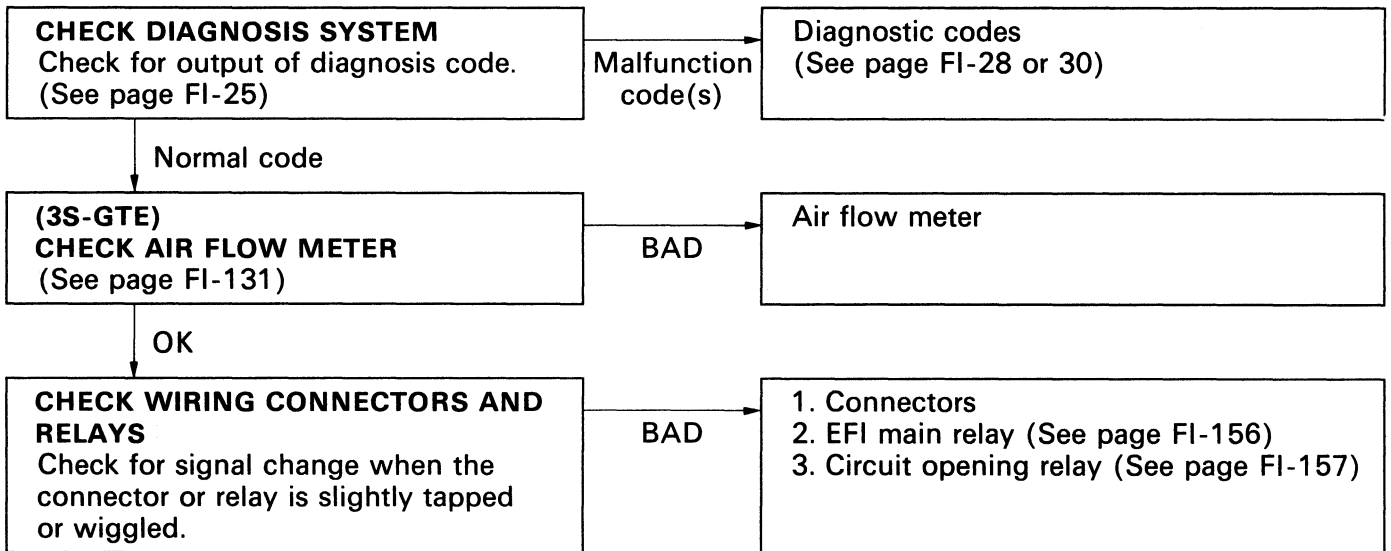 CHECK DIAGNOSIS SYSTEM
Check for output of diagnosis code.
(See page FI-25)
Malfunction
code(s)
Diagnostic codes
(See page FI-28 or 30)
Normal code
(3S-GTE)
CHECK AIR FLOW METER
(See page FI-131)
BAD
Air flow meter
OK
CHECK WIRING CONNECTORS AND
RELAYS
Check for signal change when the
connector or relay is slightly tapped
or wiggled.
BAD
1. Connectors
2. EFI main relay (See page FI-156)
3. Circuit opening relay (See page FI-157)